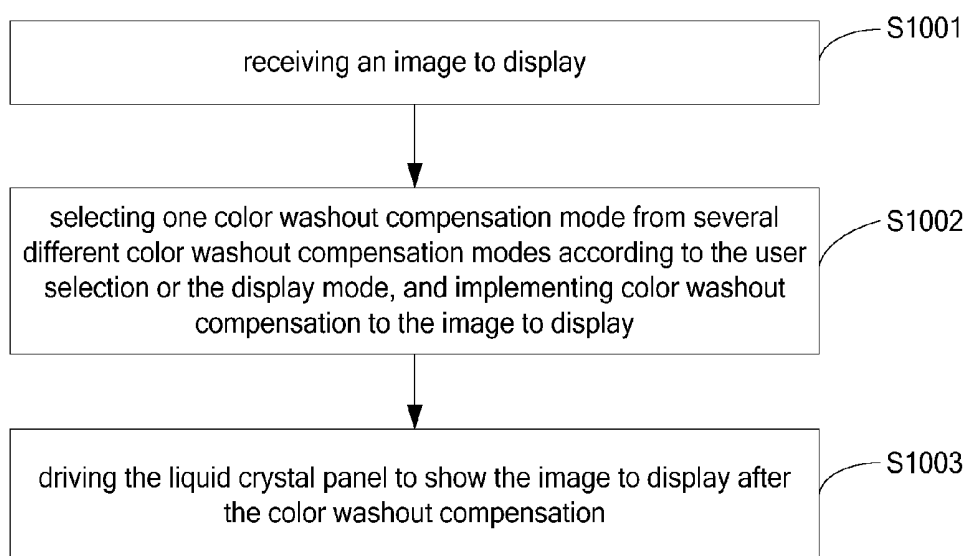 receiving an image to display
S1001
selecting one color washout compensation mode from several
different color washout compensation modes according to the user
selection or the display mode, and implementing color washout
compensation to the image to display
S1002
driving the liquid crystal panel to show the image to display after
the color washout compensation
S1003